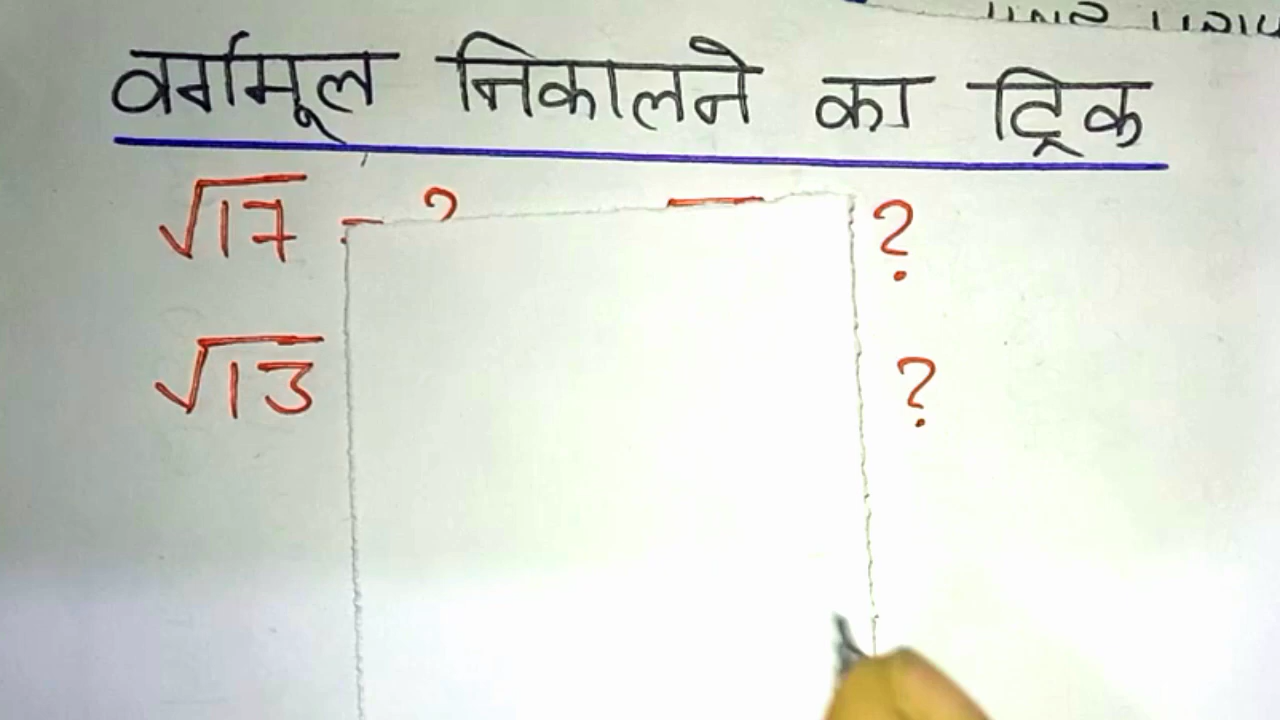 वर्गमूल निकालने का ट्रिक
√17 = ? ?
√13 ?